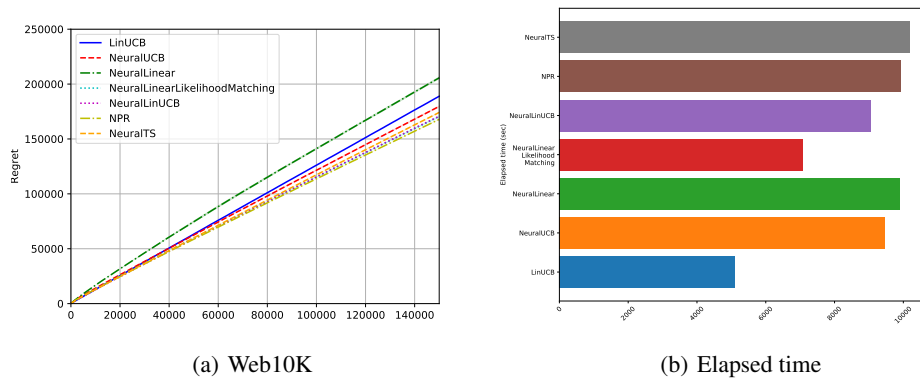 250000
200000
150000
100000
50000
0
Regret
LinUCB
NeuralUCB
NeuralLinear
NeuralLinearLikelihoodMatching
NeuralLinUCB
NPR
NeuralTS
0 20000 40000 60000 80000 100000 120000 140000
(a) Web10K
Elapsed time (sec)
NeuralTS
NPR
NeuralLinUCB
NeuralLinear
Likelihood
Matching
NeuralLinear
NeuralUCB
LinUCB
0 2000 4000 6000 8000 10000
(b) Elapsed time